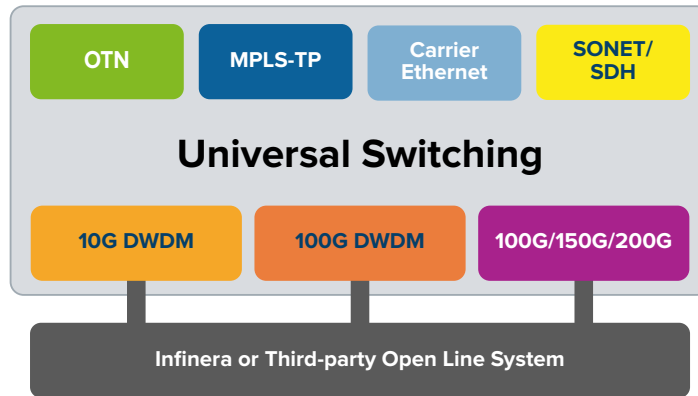 OTN
MPLS-TP
Carrier
Ethernet
SONET/
SDH
Universal Switching
10G DWDM
100G DWDM
100G/150G/200G
Infinera or Third-party Open Line System